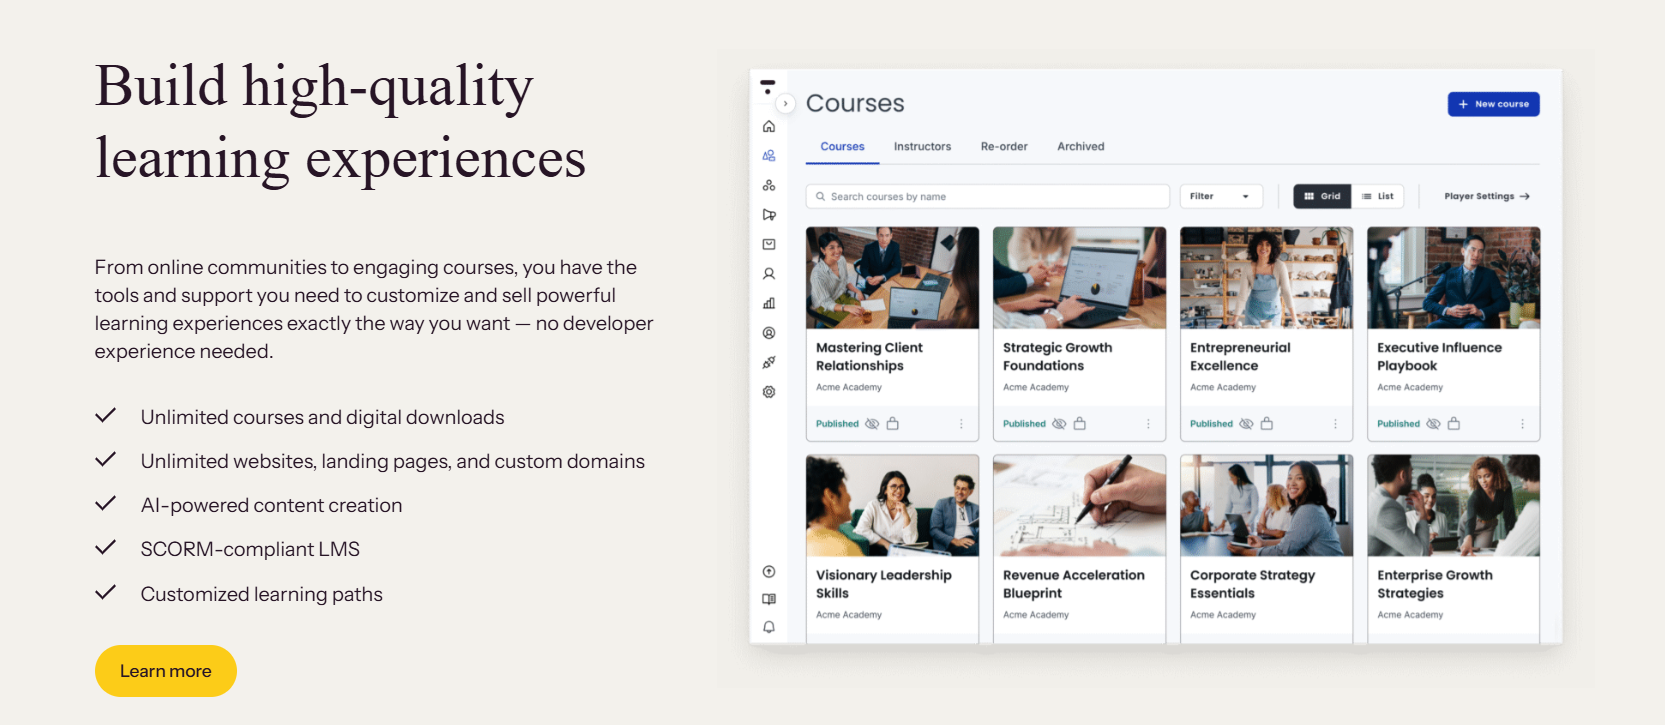 Build high-quality
learning experiences
From online communities to engaging courses, you have the
tools and support you need to customize and sell powerful
learning experiences exactly the way you want — no developer
experience needed.
Unlimited courses and digital downloads
Unlimited websites, landing pages, and custom domains
AI-powered content creation
SCORM-compliant LMS
Customized learning paths
Learn more
Courses
+ New course
Courses Instructors Re-order Archived
Search courses by name Filter Grid List Player Settings →
Mastering Client
Relationships
Acme Academy
Published
Strategic Growth
Foundations
Acme Academy
Published
Entrepreneurial
Excellence
Acme Academy
Published
Executive Influence
Playbook
Acme Academy
Published
Visionary Leadership
Skills
Acme Academy
Revenue Acceleration
Blueprint
Acme Academy
Corporate Strategy
Essentials
Acme Academy
Enterprise Growth
Strategies
Acme Academy